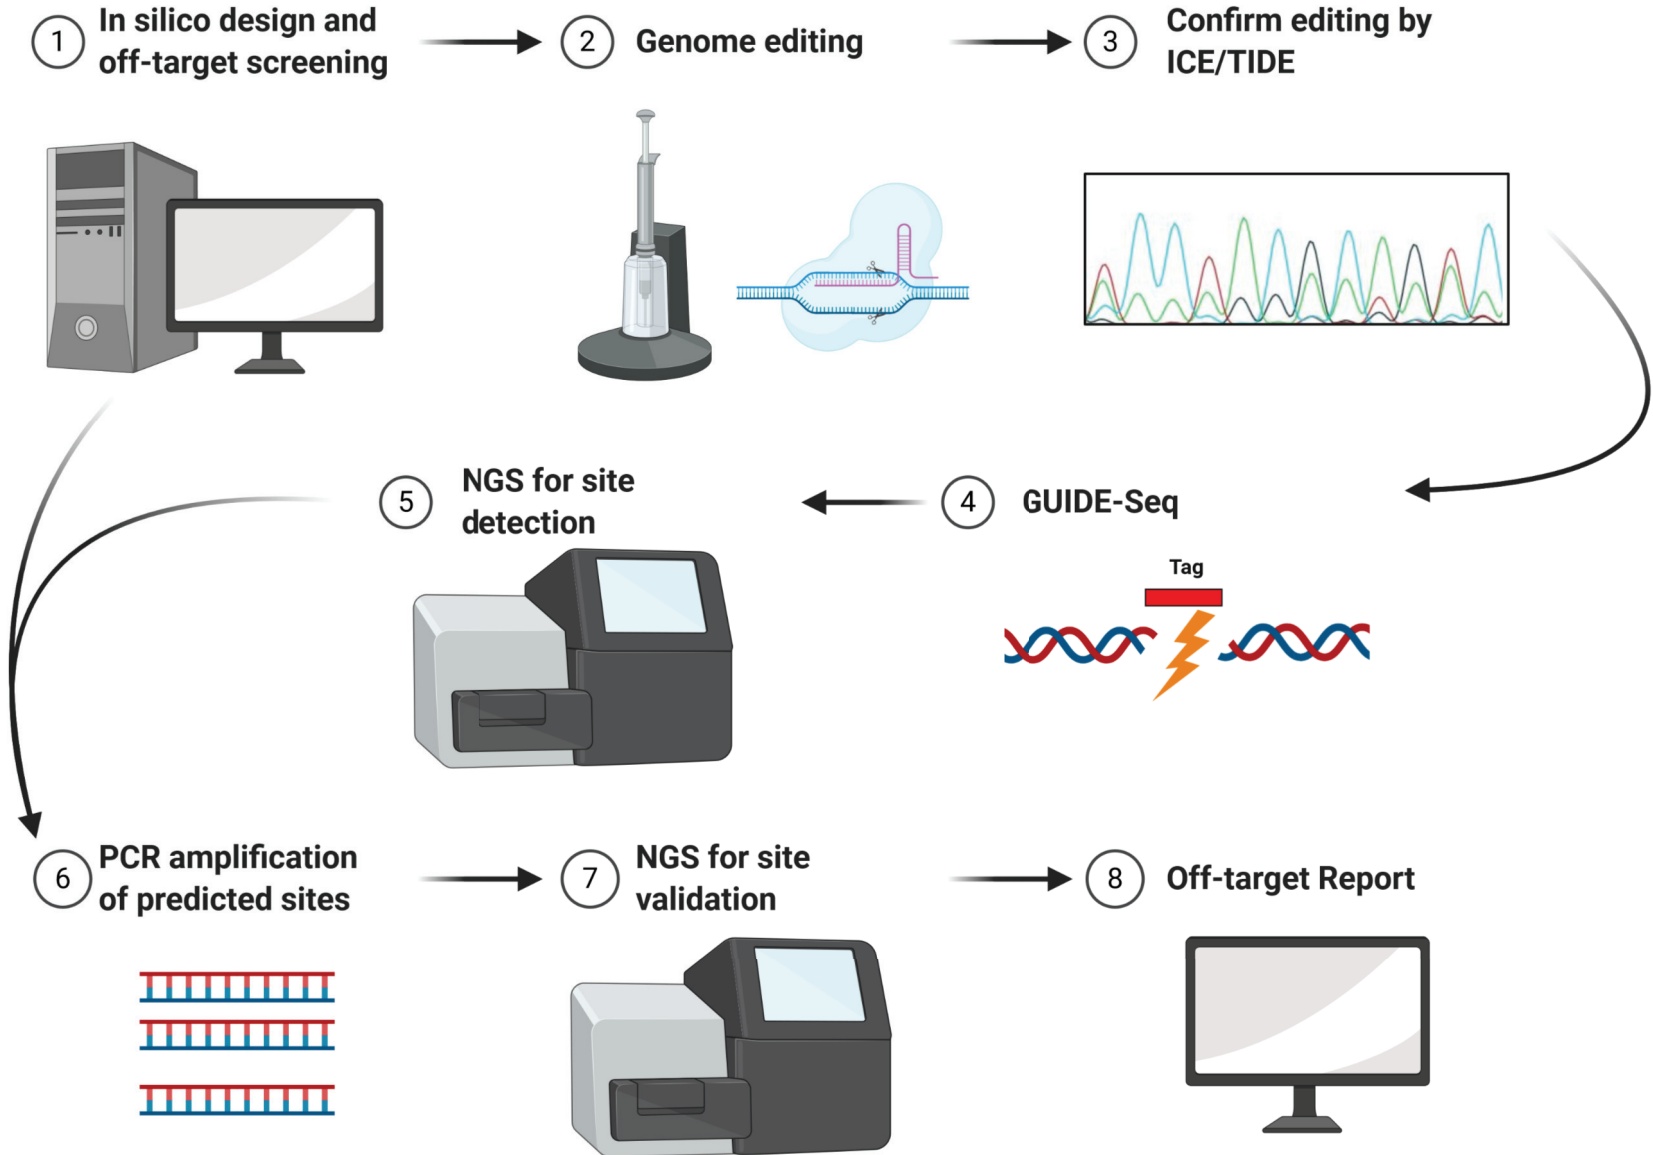 1
In silico design and
off-target screening
2
Genome editing
3
Confirm editing by
ICE/TIDE
4
GUIDE-Seq
Tag
5
NGS for site
detection
6
PCR amplification
of predicted sites
7
NGS for site
validation
8
Off-target Report